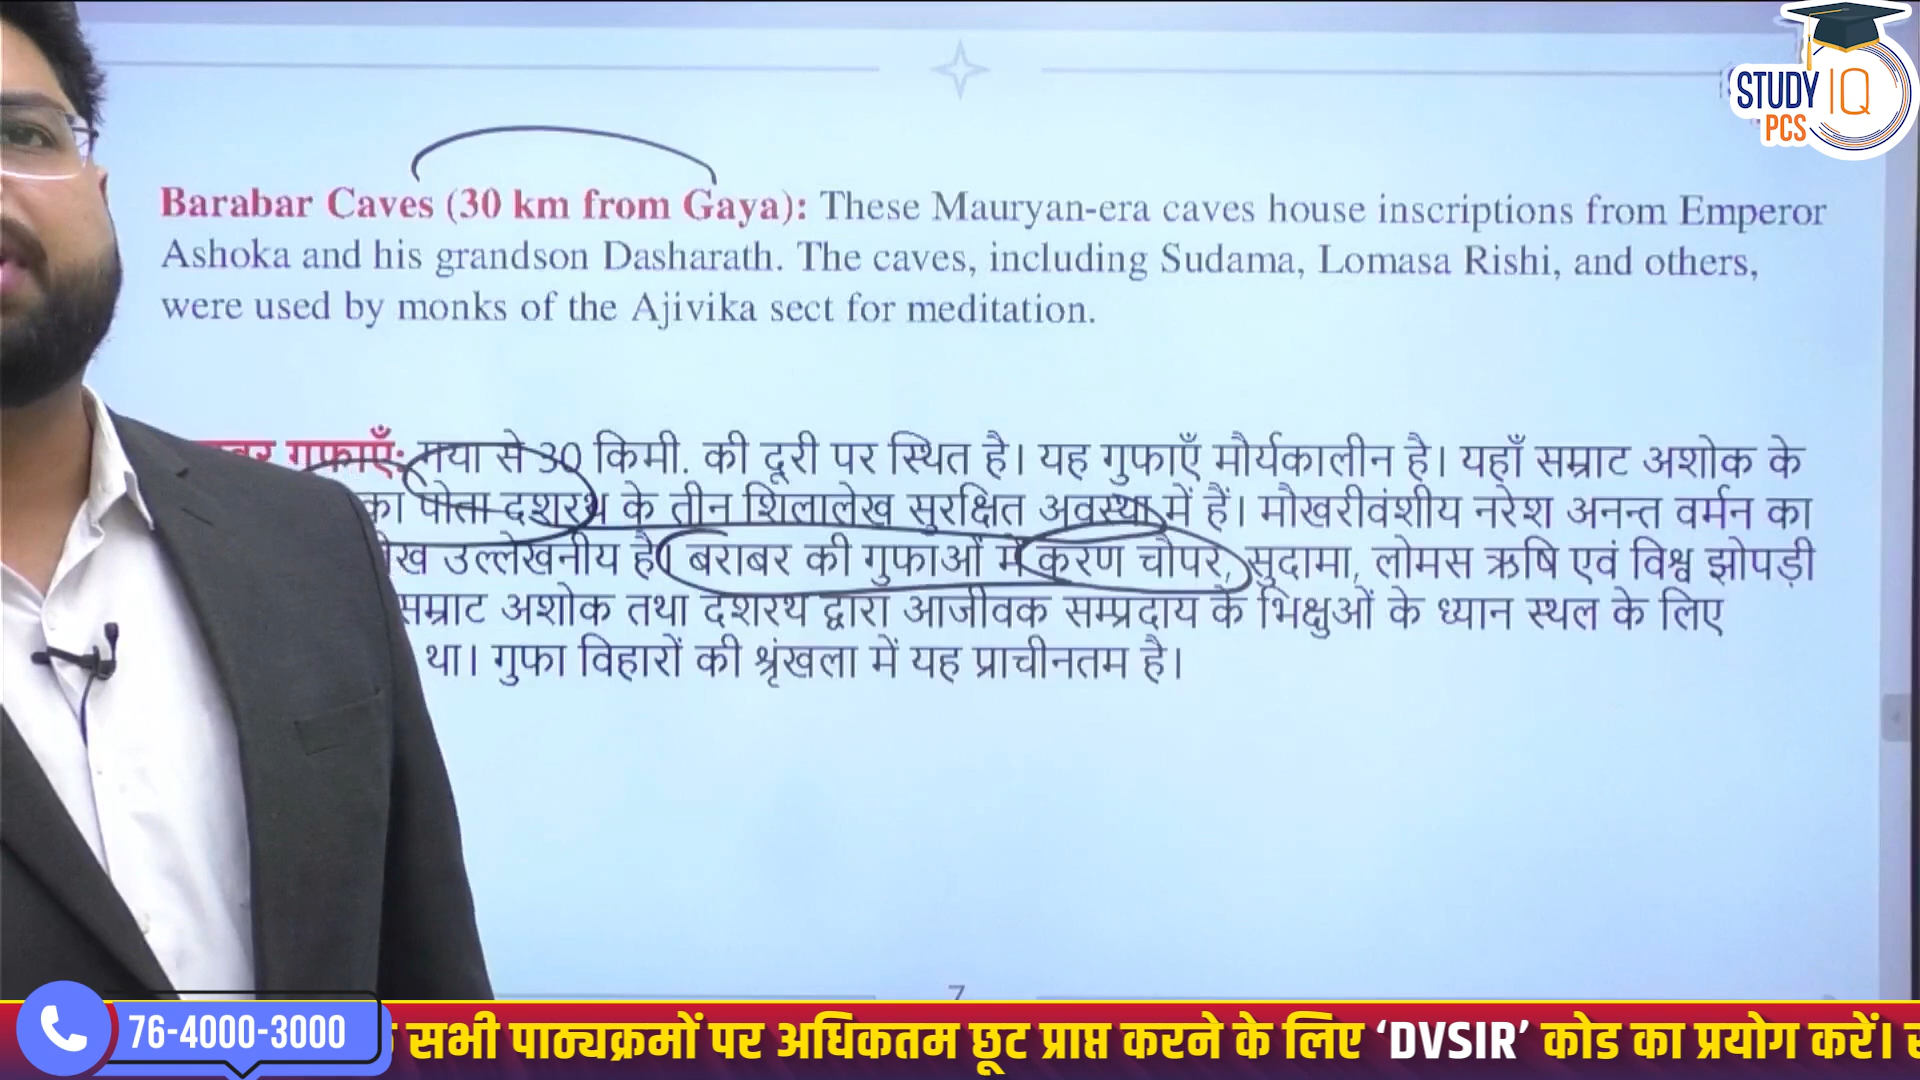 STUDY IQ
PCS
Barabar Caves (30 km from Gaya): These Mauryan-era caves house inscriptions from Emperor
Ashoka and his grandson Dasharath. The caves, including Sudama, Lomasa Rishi, and others,
were used by monks of the Ajivika sect for meditation.
गुफाएँ: गया से 30 किमी. की दूरी पर स्थित है। यह गुफाएँ मौर्यकालीन है। यहाँ सम्राट अशोक के
का पोता दशरथ के तीन शिलालेख सुरक्षित अवस्था में हैं। मौखरीवंशीय नरेश अनन्त वर्मन का
उल्लेखनीय है। बराबर की गुफाओं में करण चौपर, सुदामा, लोमस ऋषि एवं विश्व झोपड़ी
सम्राट अशोक तथा दशरथ द्वारा आजीवक सम्प्रदाय के भिक्षुओं के ध्यान स्थल के लिए
था। गुफा विहारों की श्रृंखला में यह प्राचीनतम है।
7
76-4000-3000
सभी पाठ्यक्रमों पर अधिकतम छूट प्राप्त करने के लिए ‘DVSIR’ कोड का प्रयोग करें।